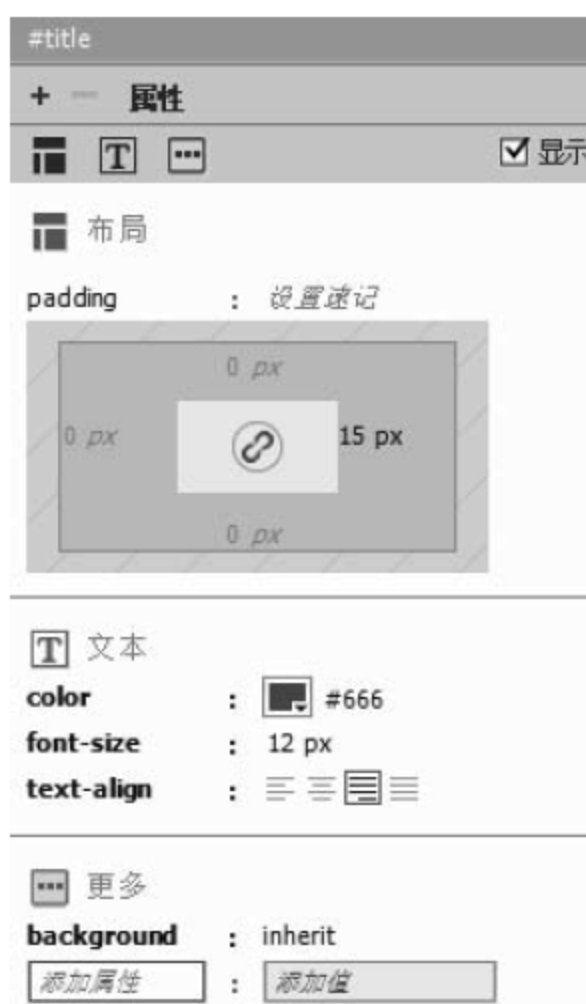 #title
+ − 属性
T ✓ 显示
布局
padding : 设置速记
0 px
0 px 15 px
0 px
T 文本
color : #666
font-size : 12 px
text-align :
更多
background : inherit
添加属性 : 添加值